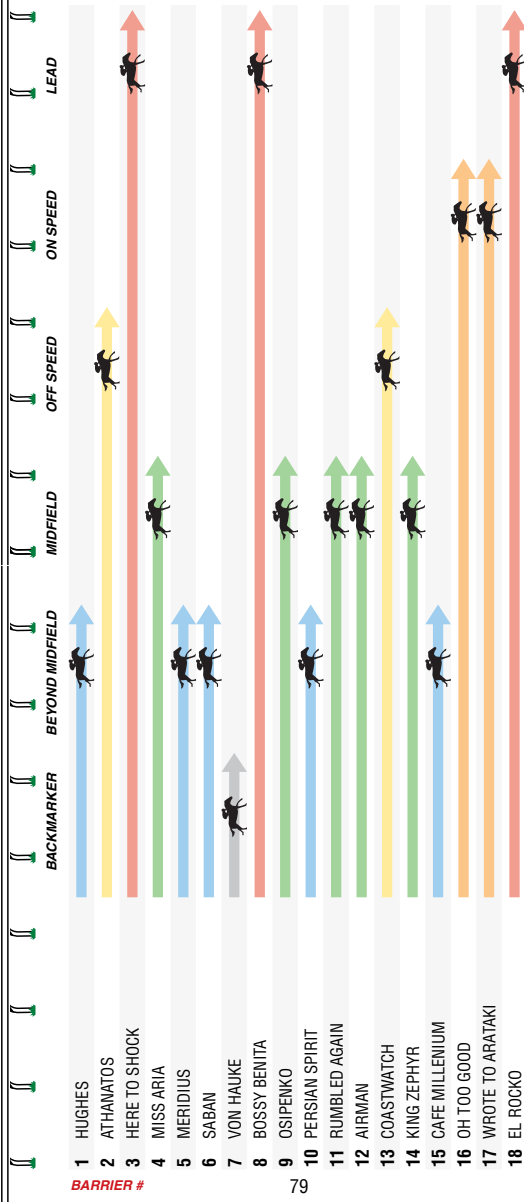 BACKMARKER BEYOND MIDFIELD MIDFIELD OFF SPEED ON SPEED LEAD
1 HUGHES
2 ATHANATOS
3 HERE TO SHOCK
4 MISS ARIA
5 MERIDIUS
6 SABAN
7 VON HAUKE
8 BOSSY BENITA
9 OSIPENKO
10 PERSIAN SPIRIT
11 RUMBLED AGAIN
12 AIRMAN
13 COASTWATCH
14 KING ZEPHYR
15 CAFE MILLENIUM
16 OH TOO GOOD
17 WROTE TO ARATAKI
18 EL ROCKO
BARRIER #
79